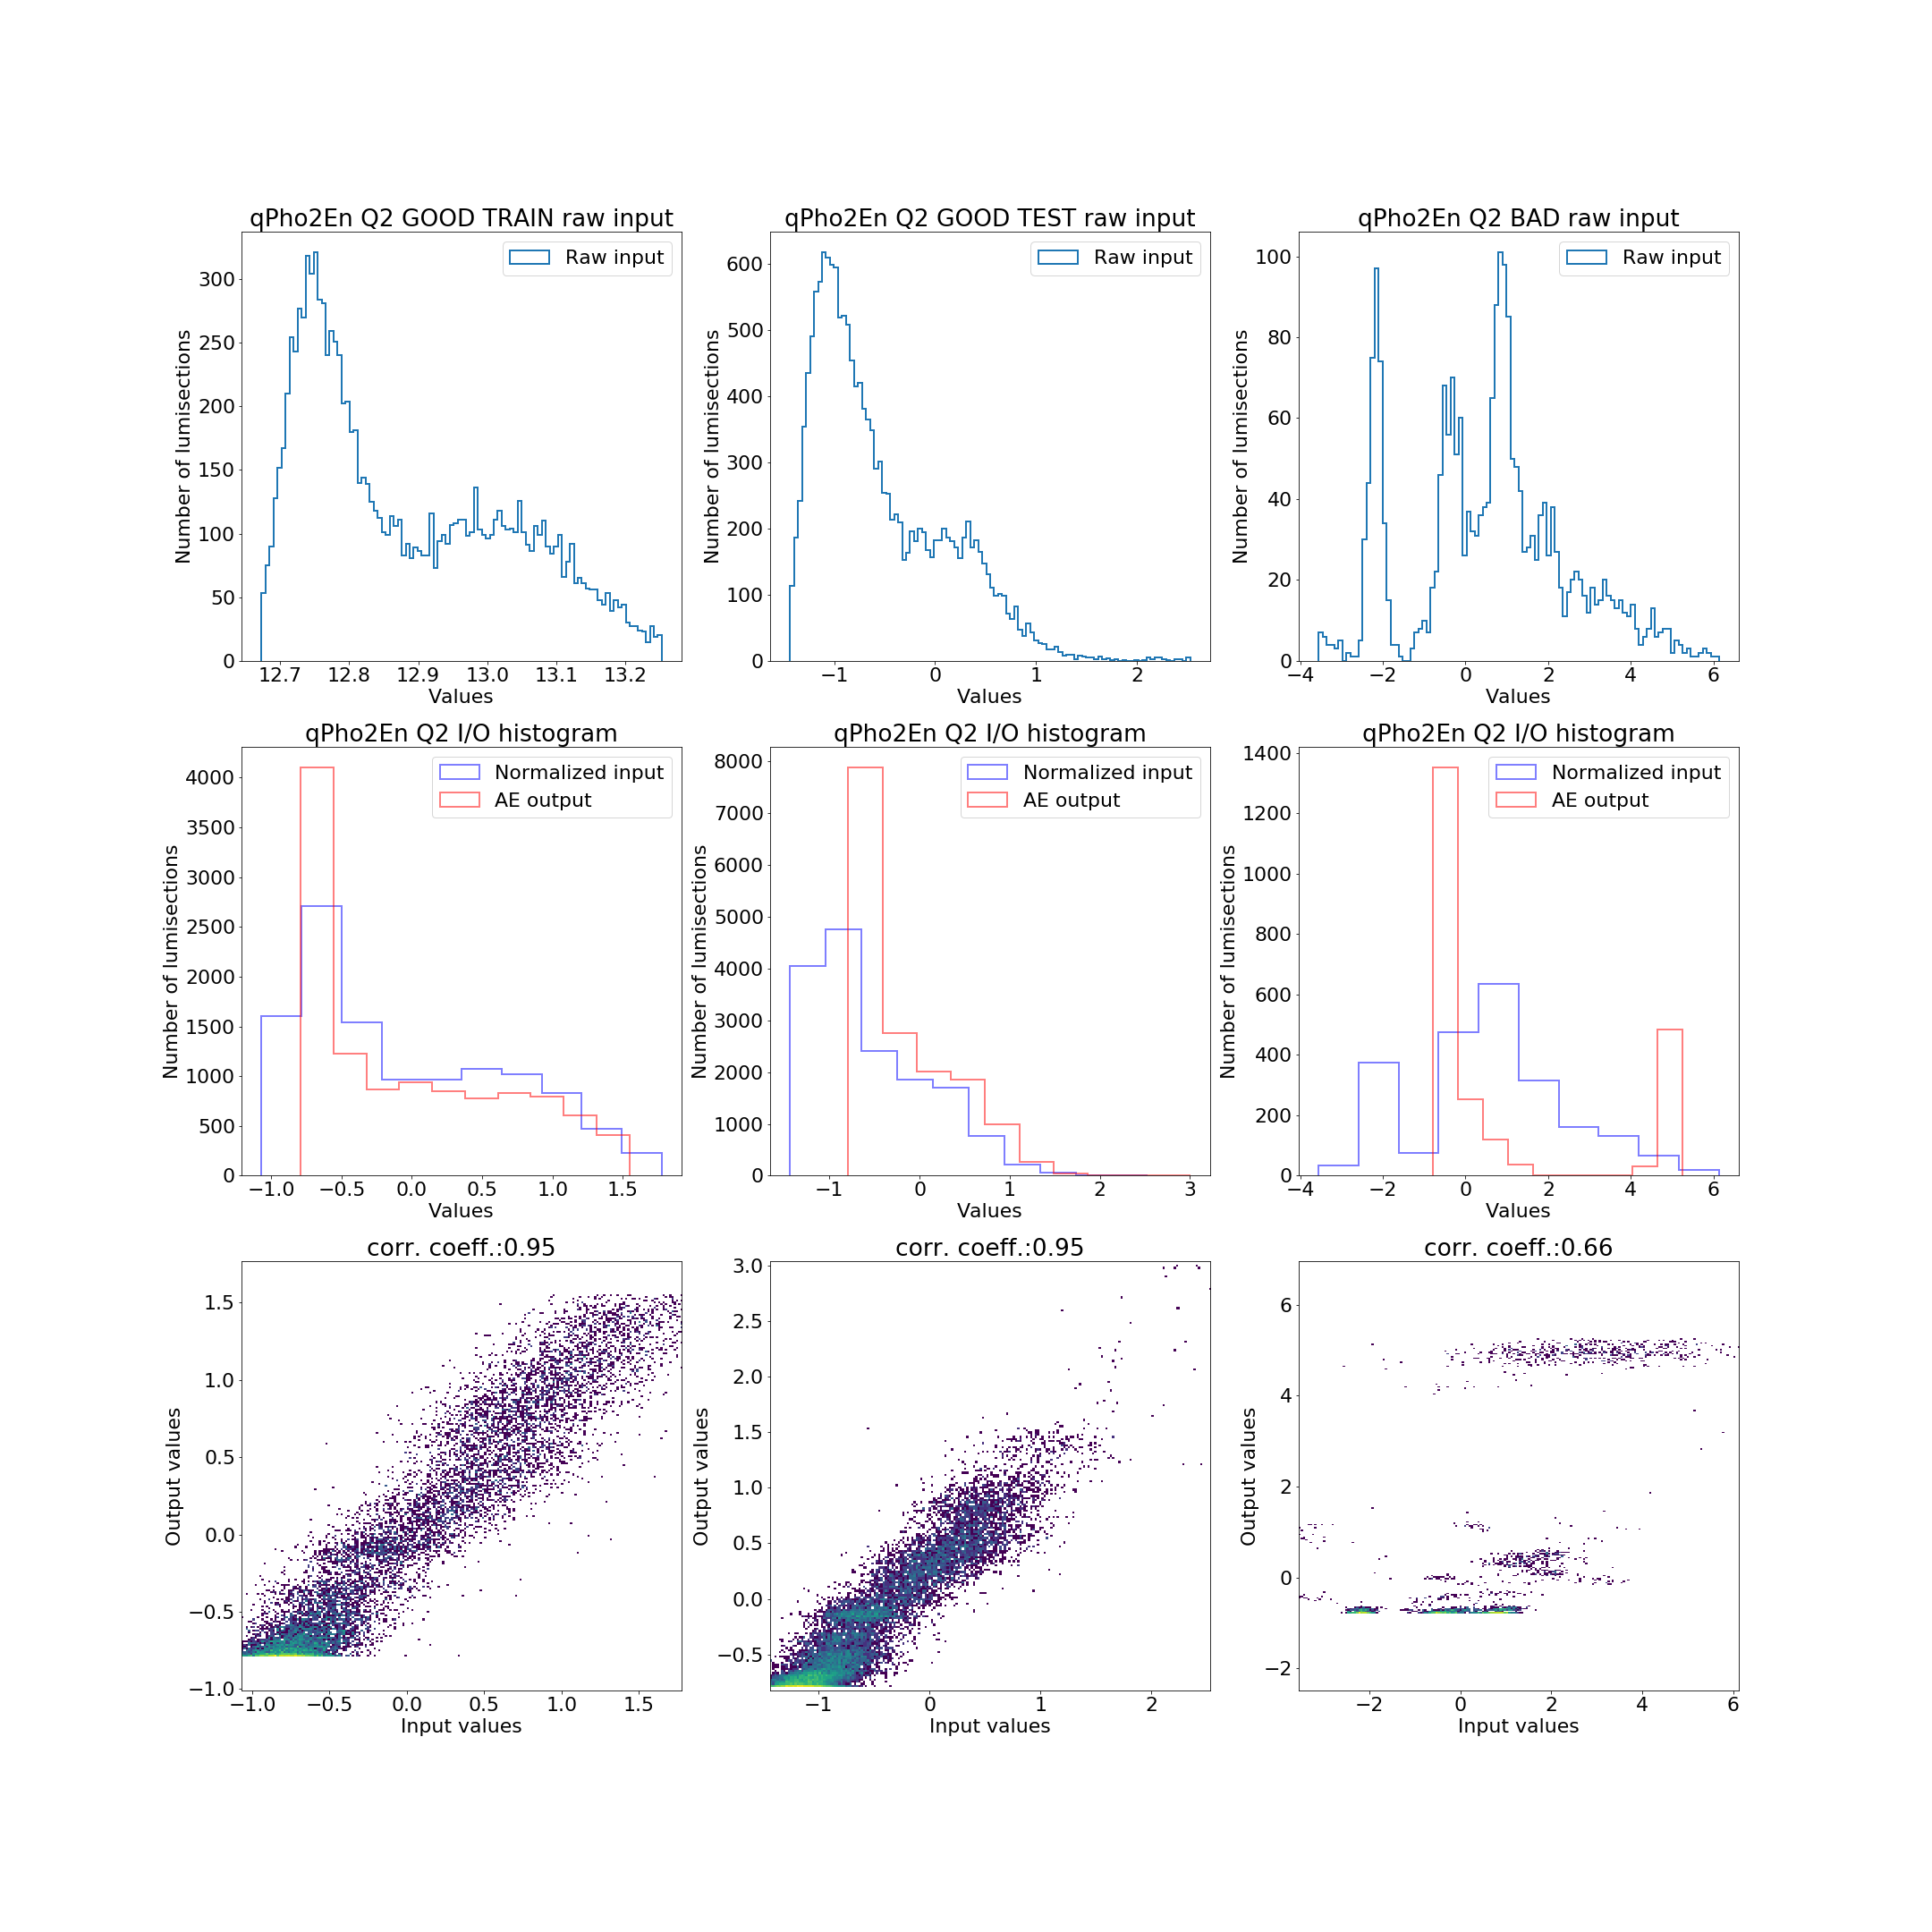 qPho2En Q2 GOOD TRAIN raw input
Raw input
Number of lumisections
300
250
200
150
100
50
0
12.7 12.8 12.9 13.0 13.1 13.2
Values
qPho2En Q2 GOOD TEST raw input
Raw input
Number of lumisections
600
500
400
300
200
100
0
−1 0 1 2
Values
qPho2En Q2 BAD raw input
Raw input
Number of lumisections
100
80
60
40
20
0
−4 −2 0 2 4 6
Values
qPho2En Q2 I/O histogram
Normalized input
AE output
Number of lumisections
4000
3500
3000
2500
2000
1500
1000
500
0
−1.0 −0.5 0.0 0.5 1.0 1.5
Values
qPho2En Q2 I/O histogram
Normalized input
AE output
Number of lumisections
8000
7000
6000
5000
4000
3000
2000
1000
0
−1 0 1 2 3
Values
qPho2En Q2 I/O histogram
Normalized input
AE output
Number of lumisections
1400
1200
1000
800
600
400
200
0
−4 −2 0 2 4 6
Values
corr. coeff.:0.95
Output values
1.5
1.0
0.5
0.0
−0.5
−1.0
−1.0 −0.5 0.0 0.5 1.0 1.5
Input values
corr. coeff.:0.95
Output values
3.0
2.5
2.0
1.5
1.0
0.5
0.0
−0.5
−1 0 1 2
Input values
corr. coeff.:0.66
Output values
6
4
2
0
−2
−2 0 2 4 6
Input values